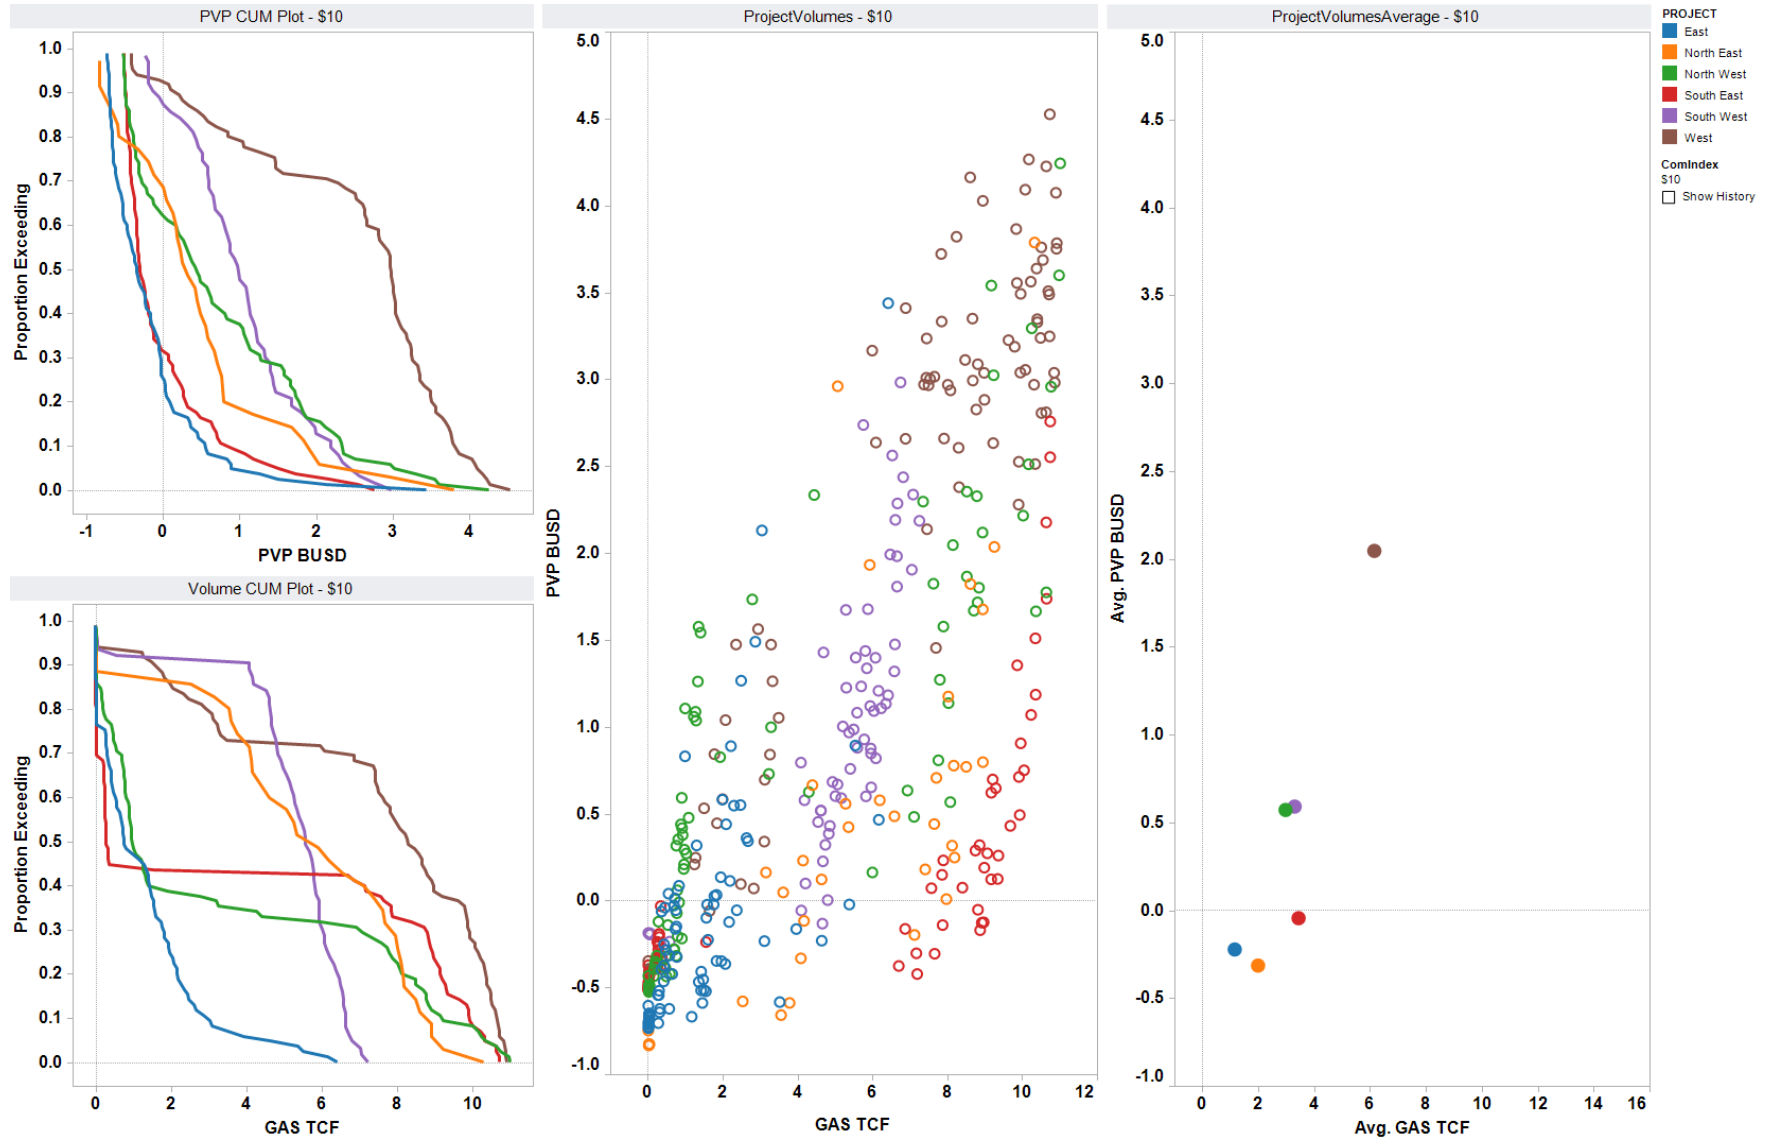 PVP CUM Plot - $10
1.0
0.9
0.8
0.7
0.6
0.5
0.4
0.3
0.2
0.1
0.0
Proportion Exceeding
-1 0 1 2 3 4
PVP BUSD
Volume CUM Plot - $10
1.0
0.9
0.8
0.7
0.6
0.5
0.4
0.3
0.2
0.1
0.0
Proportion Exceeding
0 2 4 6 8 10
GAS TCF
ProjectVolumes - $10
5.0
4.5
4.0
3.5
3.0
2.5
2.0
1.5
1.0
0.5
0.0
-0.5
-1.0
PVP BUSD
0 2 4 6 8 10 12
GAS TCF
ProjectVolumesAverage - $10
5.0
4.5
4.0
3.5
3.0
2.5
2.0
1.5
1.0
0.5
0.0
-0.5
-1.0
Avg. PVP BUSD
0 2 4 6 8 10 12 14 16
Avg. GAS TCF
PROJECT
East
North East
North West
South East
South West
West
ComIndex
$10
Show History